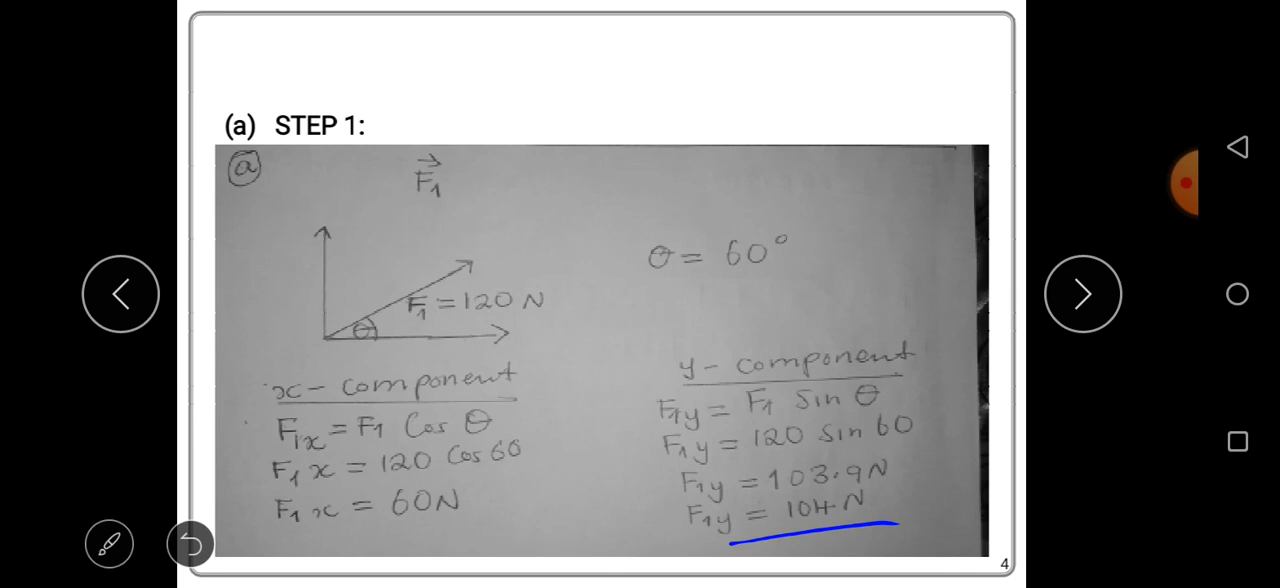 (a) STEP 1:
a
F₁
θ = 60°
F₁ = 120 N
θ
x - component
F₁x = F₁ Cos θ
F₁x = 120 Cos 60
F₁x = 60N
y - component
F₁y = F₁ Sin θ
F₁y = 120 sin 60
F₁y = 103.9N
F₁y = 104 N
4